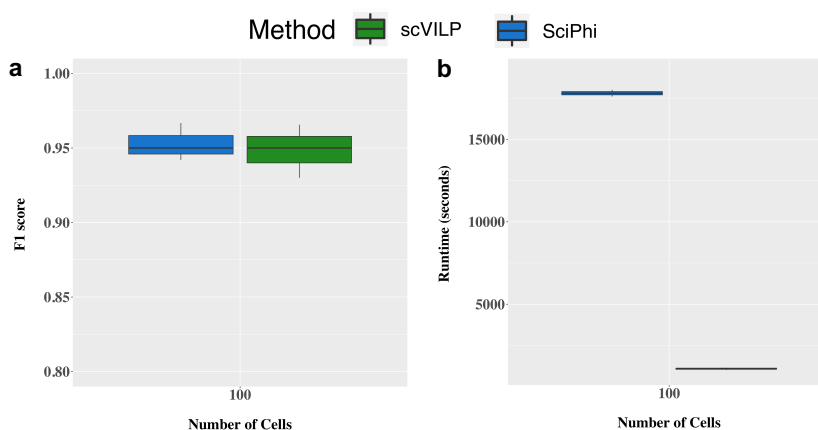 Method scVILP SciPhi
a
1.00
0.95
0.90
0.85
0.80
F1 score
100
Number of Cells
b
15000
10000
5000
Runtime (seconds)
100
Number of Cells